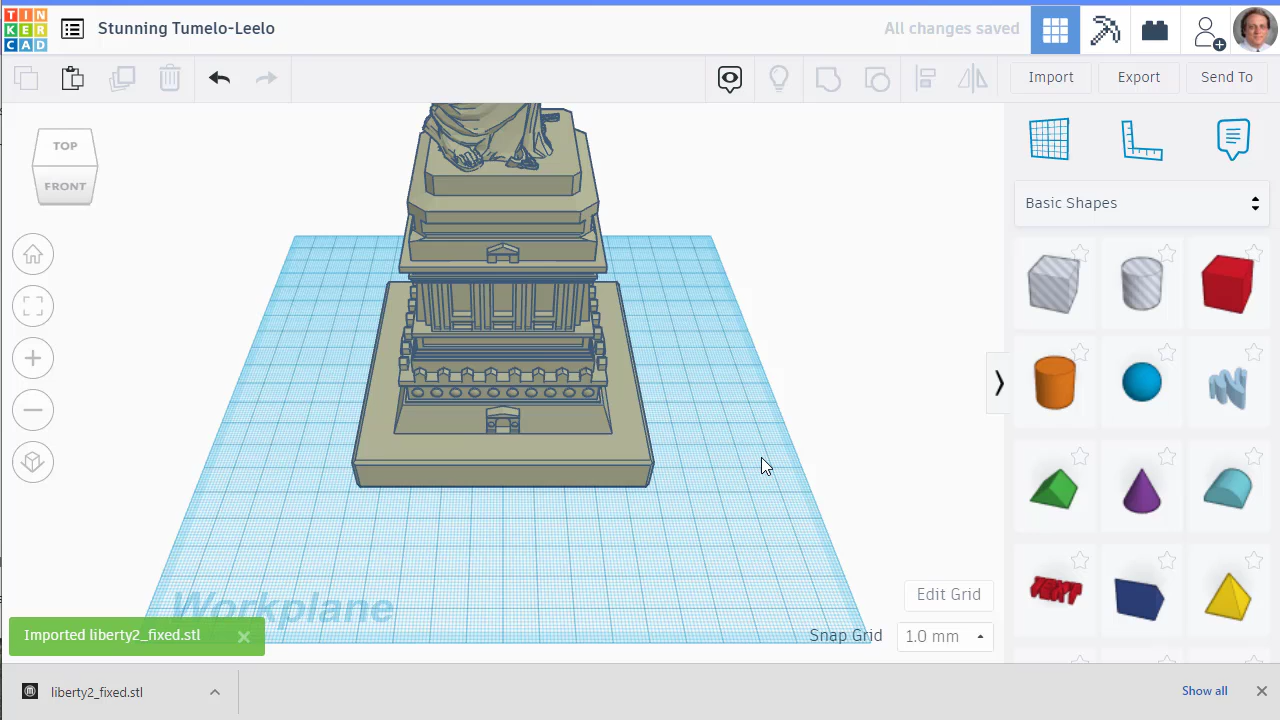 TIN
KER
CAD
Stunning Tumelo-Leelo
All changes saved
Import
Export
Send To
TOP
FRONT
Basic Shapes
TEXT
Workplane
Edit Grid
Snap Grid
1.0 mm
Imported liberty2_fixed.stl
liberty2_fixed.stl
Show all